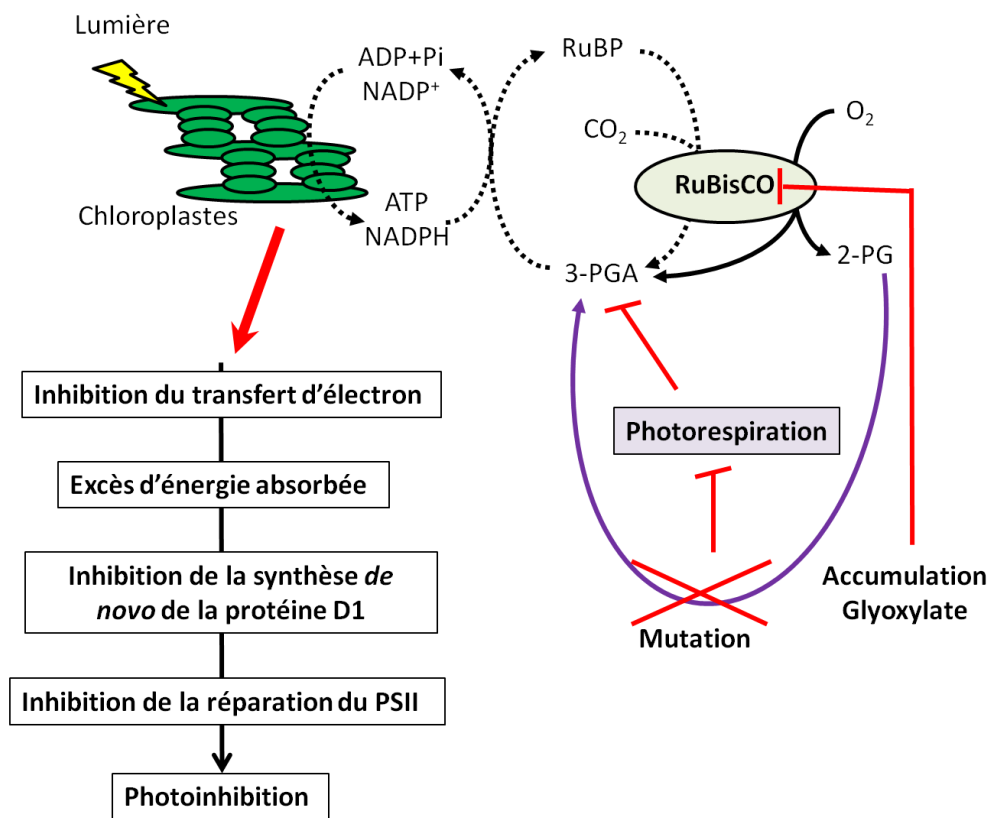 Lumière
ADP+Pi
NADP⁺
RuBP
CO₂
O₂
RuBisCO
Chloroplastes
ATP
NADPH
3-PGA
2-PG
Inhibition du transfert d'électron
Photorespiration
Excès d'énergie absorbée
Inhibition de la synthèse de
novo de la protéine D1
Accumulation
Glyoxylate
Mutation
Inhibition de la réparation du PSII
Photoinhibition